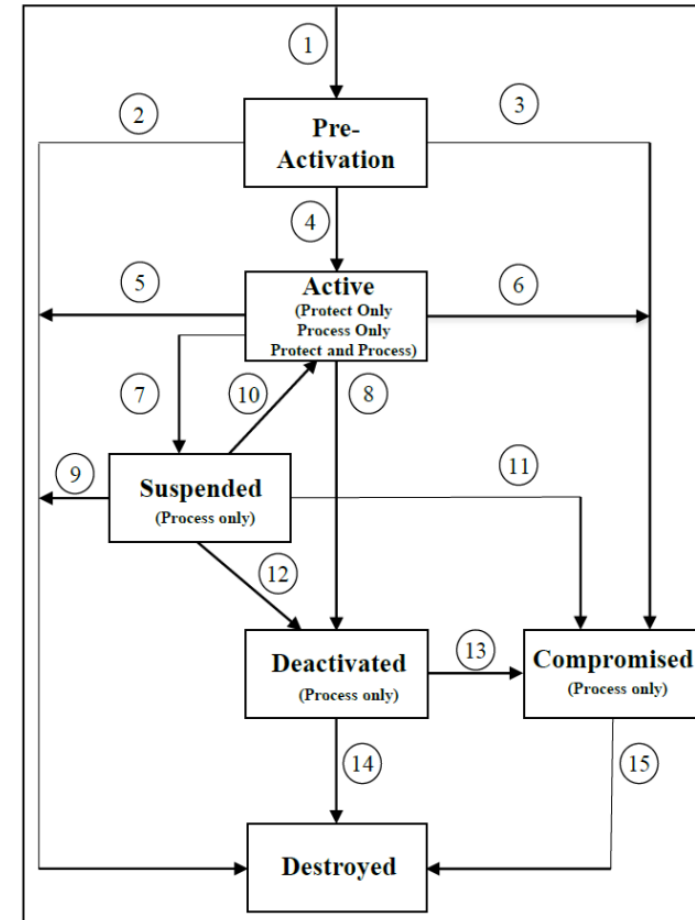 1
2
3
Pre-
Activation
4
5
6
Active
(Protect Only
Process Only
Protect and Process)
7
10
8
9
11
Suspended
(Process only)
12
Deactivated
(Process only)
13
Compromised
(Process only)
14
15
Destroyed